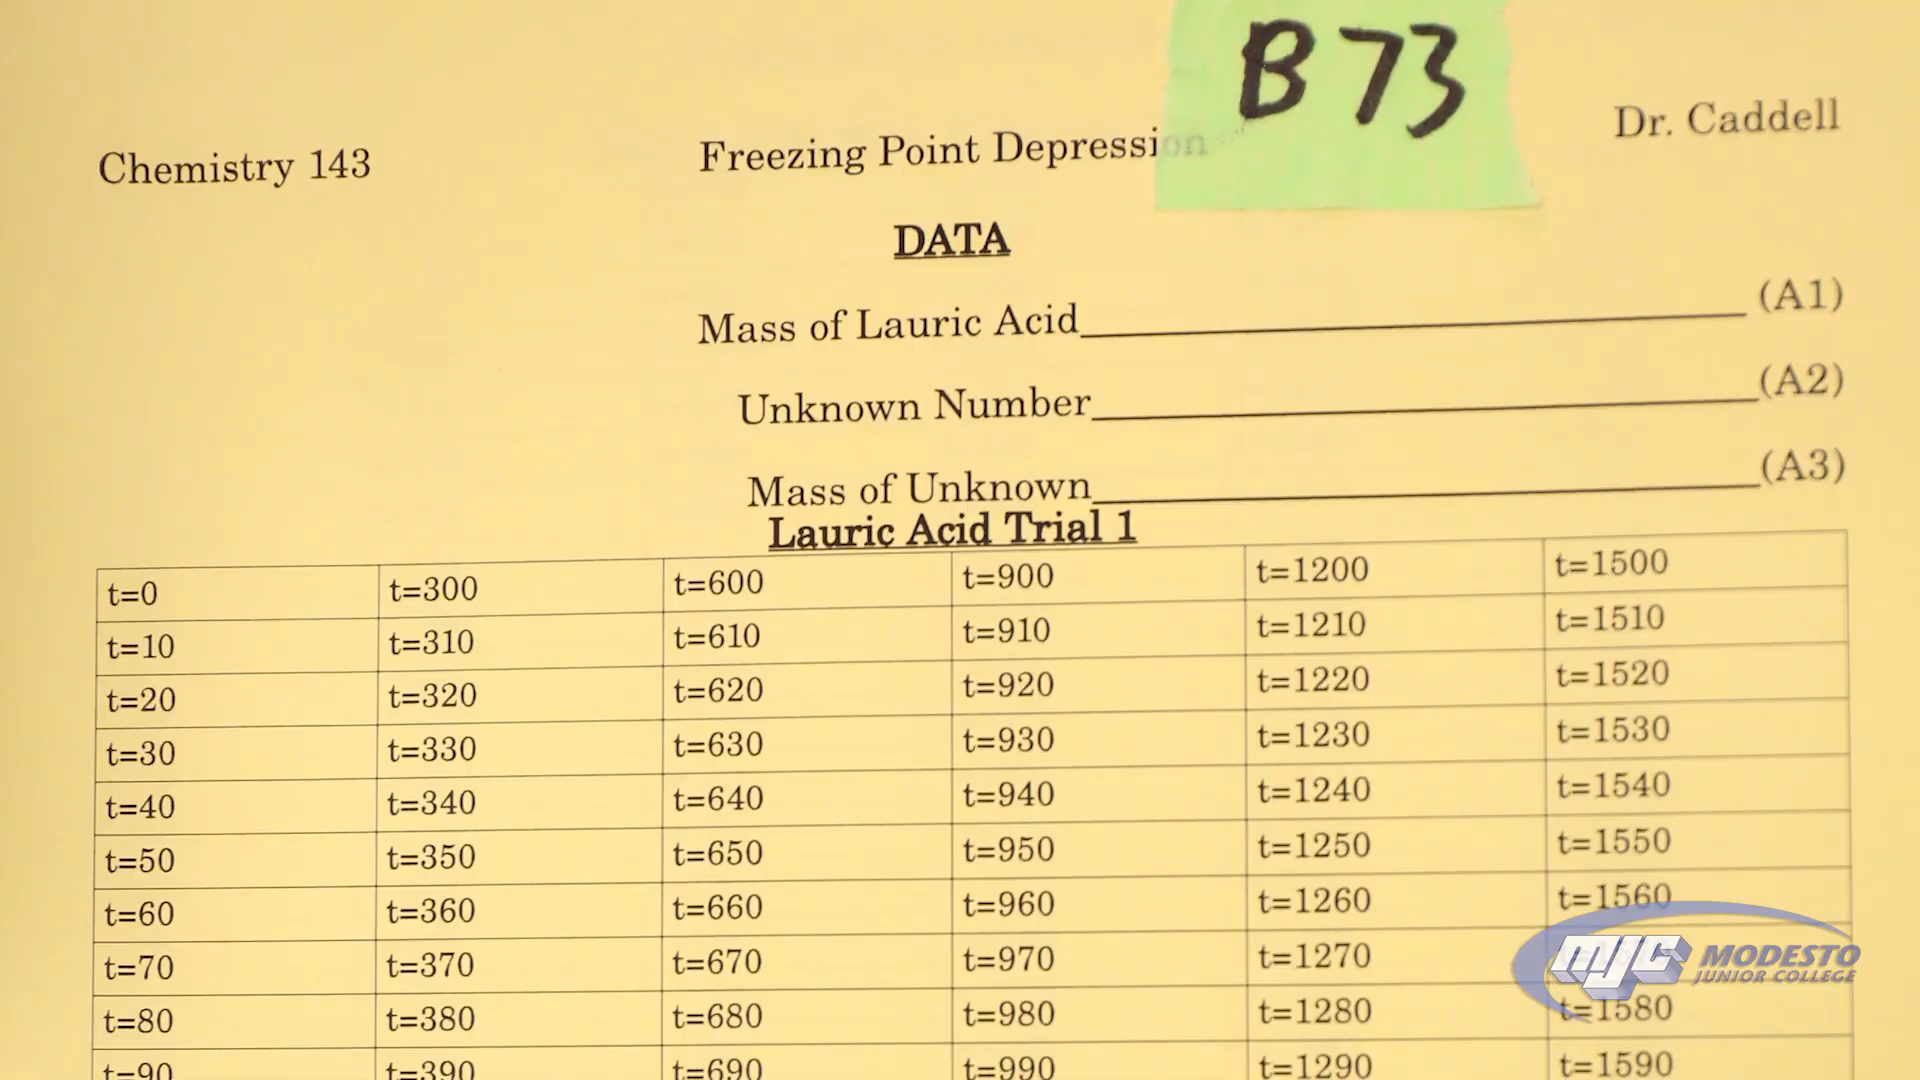 B 73
Chemistry 143 Freezing Point Depression Dr. Caddell
DATA
Mass of Lauric Acid (A1)
Unknown Number (A2)
Mass of Unknown (A3)
Lauric Acid Trial 1
t=0 t=300 t=600 t=900 t=1200 t=1500
t=10 t=310 t=610 t=910 t=1210 t=1510
t=20 t=320 t=620 t=920 t=1220 t=1520
t=30 t=330 t=630 t=930 t=1230 t=1530
t=40 t=340 t=640 t=940 t=1240 t=1540
t=50 t=350 t=650 t=950 t=1250 t=1550
t=60 t=360 t=660 t=960 t=1260 t=1560
t=70 t=370 t=670 t=970 t=1270
t=80 t=380 t=680 t=980 t=1280 t=1580
t=90 t=390 t=690 t=990 t=1290 t=1590
MJC MODESTO
JUNIOR COLLEGE